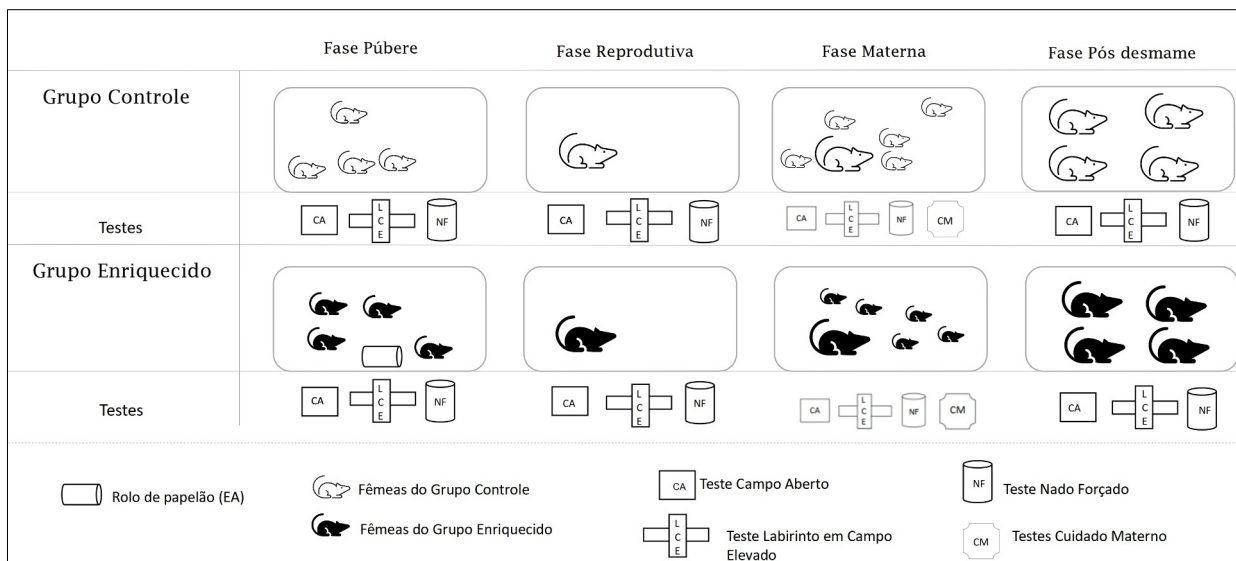 Fase Púbere
Fase Reprodutiva
Fase Materna
Fase Pós desmame
Grupo Controle
Testes
CA
L
C
E
NF
CA
L
C
E
NF
CA
L
C
E
NF
CM
CA
L
C
E
NF
Grupo Enriquecido
Testes
CA
L
C
E
NF
CA
L
C
E
NF
CA
L
C
E
NF
CM
CA
L
C
E
NF
Rolo de papelão (EA)
Fêmeas do Grupo Controle
Fêmeas do Grupo Enriquecido
CA
Teste Campo Aberto
L
C
E
Teste Labirinto em Campo
Elevado
NF
Teste Nado Forçado
CM
Testes Cuidado Materno